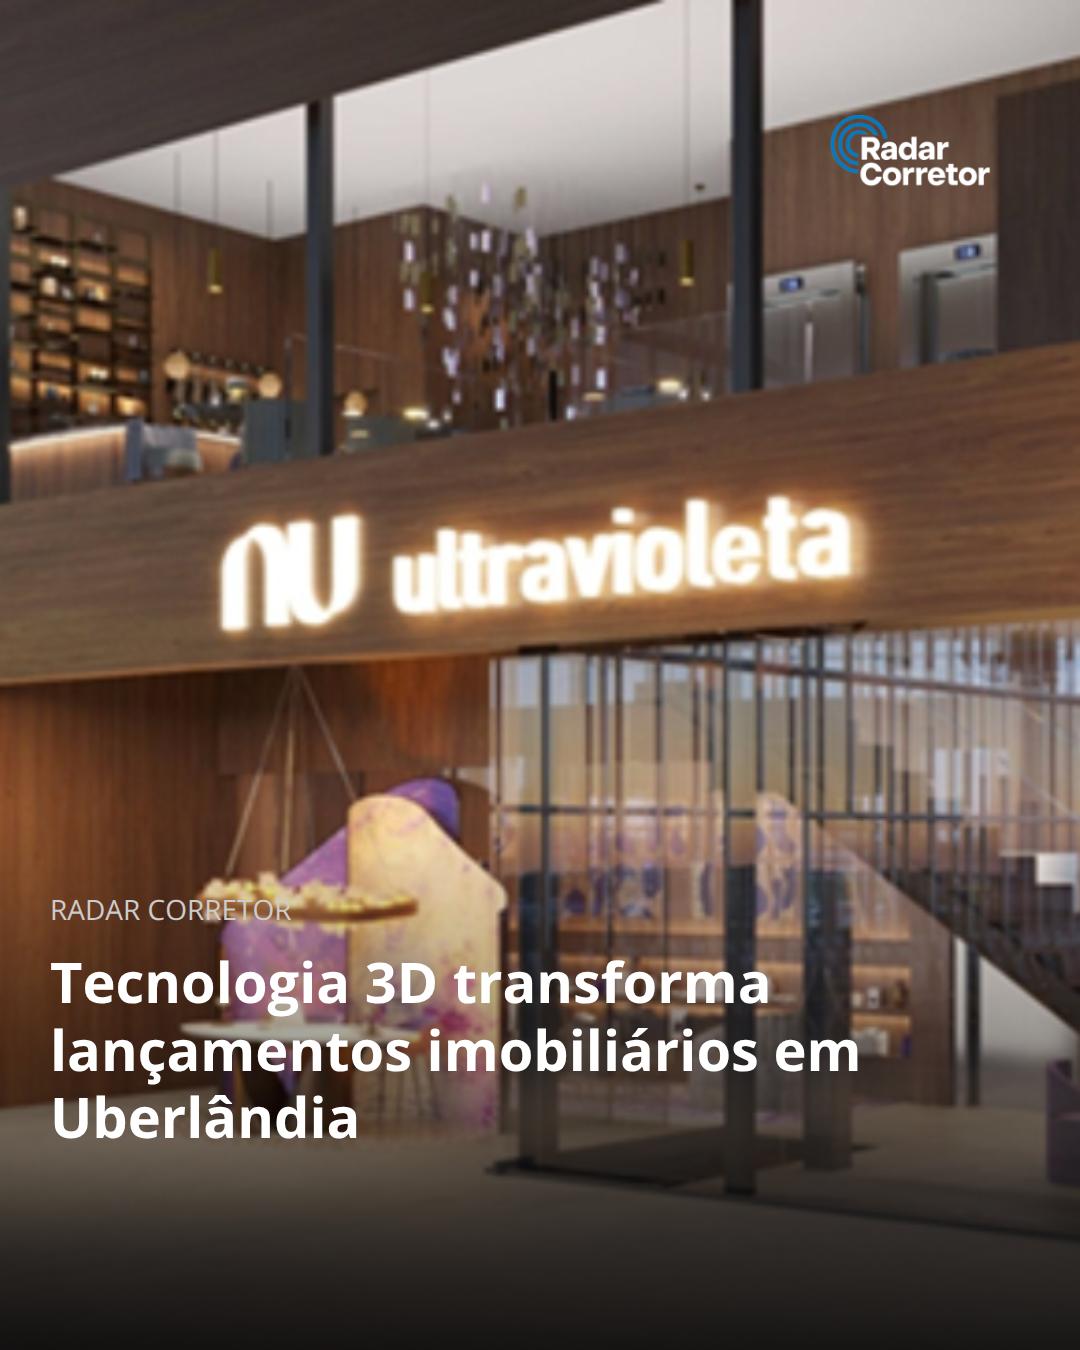 Radar
Corretor
nu ultravioleta
RADAR CORRETOR
Tecnologia 3D transforma
lançamentos imobiliários em
Uberlândia